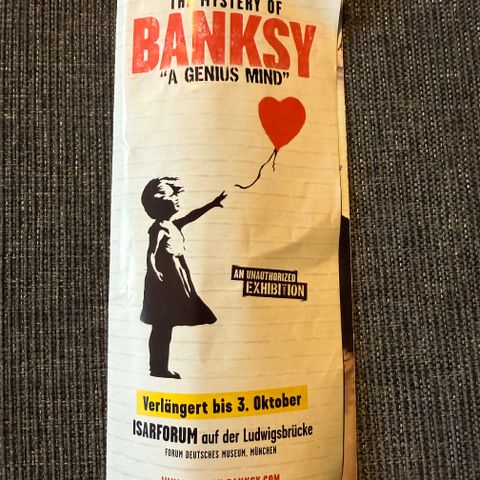 THE MYSTERY OF
BANKSY
"A GENIUS MIND"
AN UNAUTHORIZED
EXHIBITION
Verlängert bis 3. Oktober
ISARFORUM auf der Ludwigsbrücke
FORUM DEUTSCHES MUSEUM, MÜNCHEN